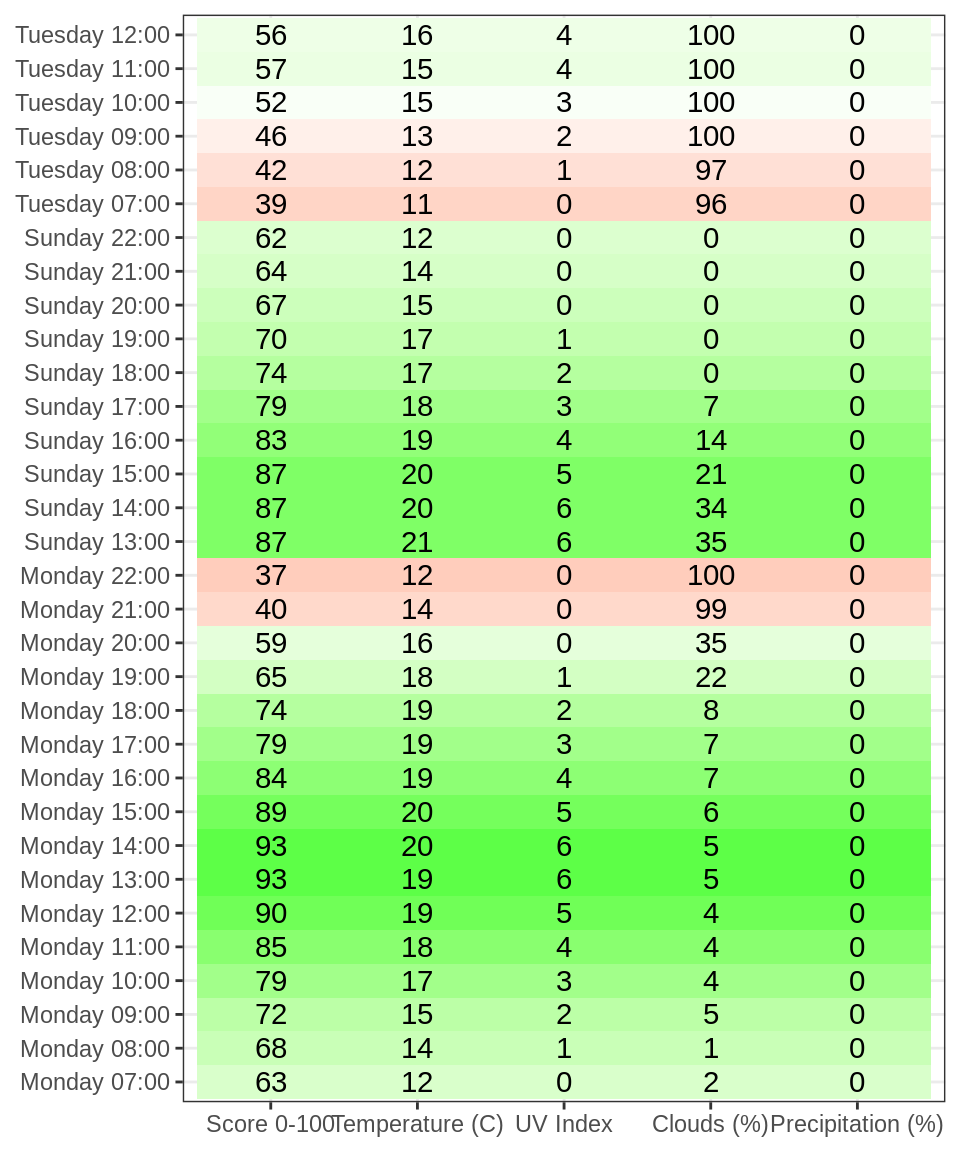 Tuesday 12:00 56 16 4 100 0
Tuesday 11:00 57 15 4 100 0
Tuesday 10:00 52 15 3 100 0
Tuesday 09:00 46 13 2 100 0
Tuesday 08:00 42 12 1 97 0
Tuesday 07:00 39 11 0 96 0
Sunday 22:00 62 12 0 0 0
Sunday 21:00 64 14 0 0 0
Sunday 20:00 67 15 0 0 0
Sunday 19:00 70 17 1 0 0
Sunday 18:00 74 17 2 0 0
Sunday 17:00 79 18 3 7 0
Sunday 16:00 83 19 4 14 0
Sunday 15:00 87 20 5 21 0
Sunday 14:00 87 20 6 34 0
Sunday 13:00 87 21 6 35 0
Monday 22:00 37 12 0 100 0
Monday 21:00 40 14 0 99 0
Monday 20:00 59 16 0 35 0
Monday 19:00 65 18 1 22 0
Monday 18:00 74 19 2 8 0
Monday 17:00 79 19 3 7 0
Monday 16:00 84 19 4 7 0
Monday 15:00 89 20 5 6 0
Monday 14:00 93 20 6 5 0
Monday 13:00 93 19 6 5 0
Monday 12:00 90 19 5 4 0
Monday 11:00 85 18 4 4 0
Monday 10:00 79 17 3 4 0
Monday 09:00 72 15 2 5 0
Monday 08:00 68 14 1 1 0
Monday 07:00 63 12 0 2 0
Score 0-100 Temperature (C) UV Index Clouds (%) Precipitation (%)